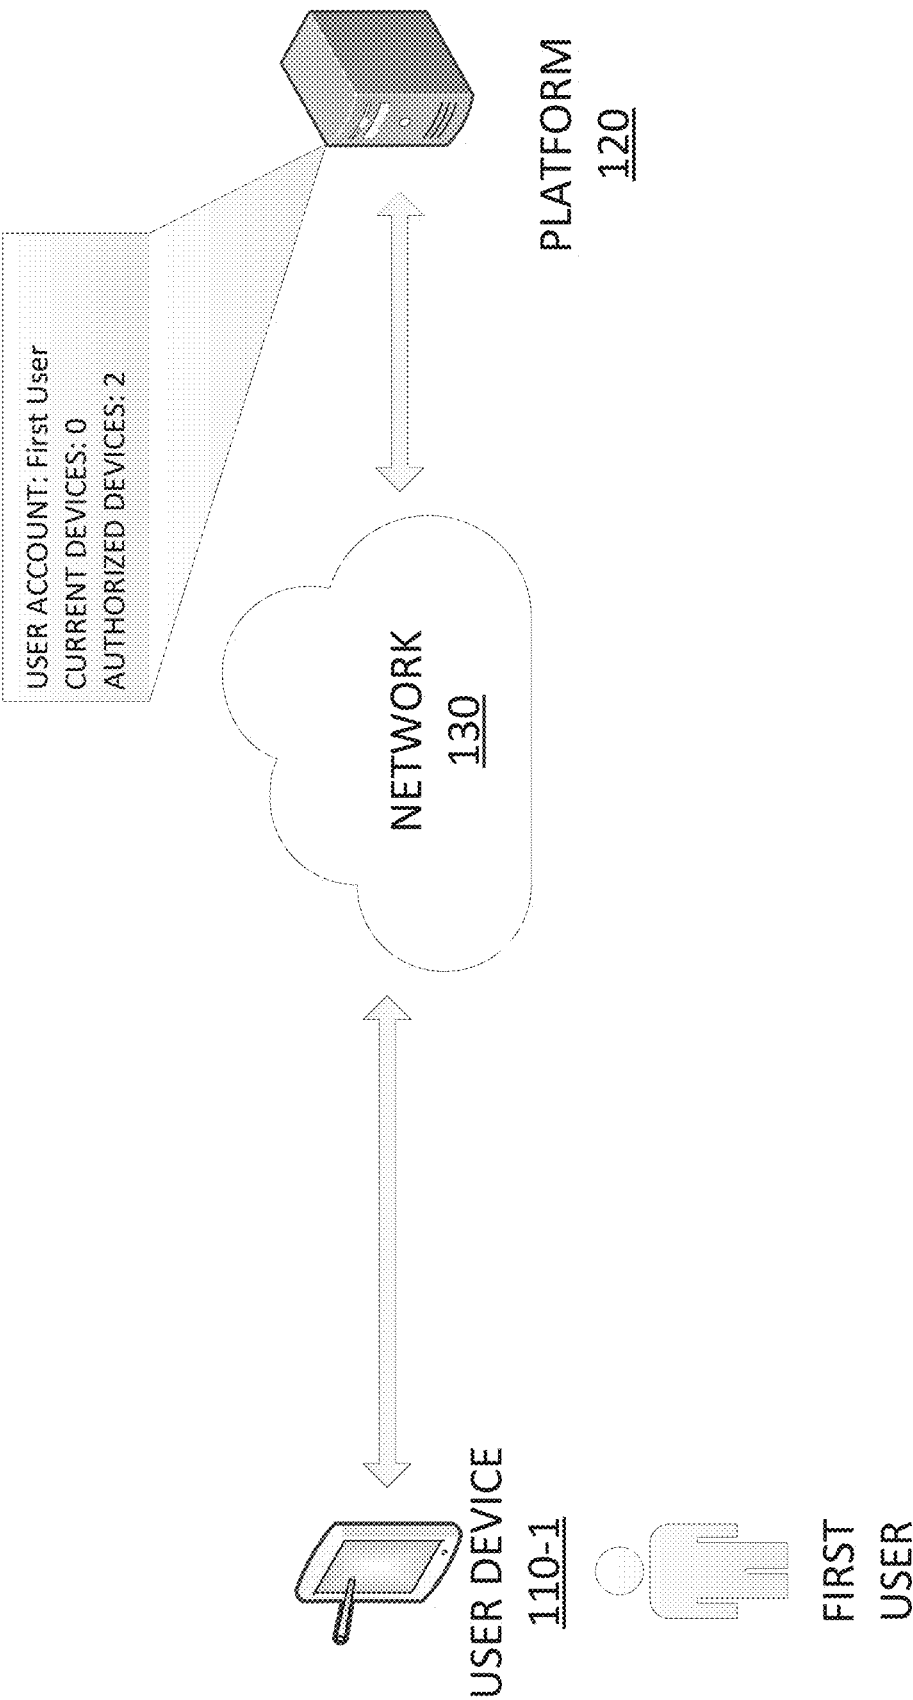 USER ACCOUNT: First User
CURRENT DEVICES: 0
AUTHORIZED DEVICES: 2
USER DEVICE
110-1
FIRST
USER
NETWORK
130
PLATFORM
120